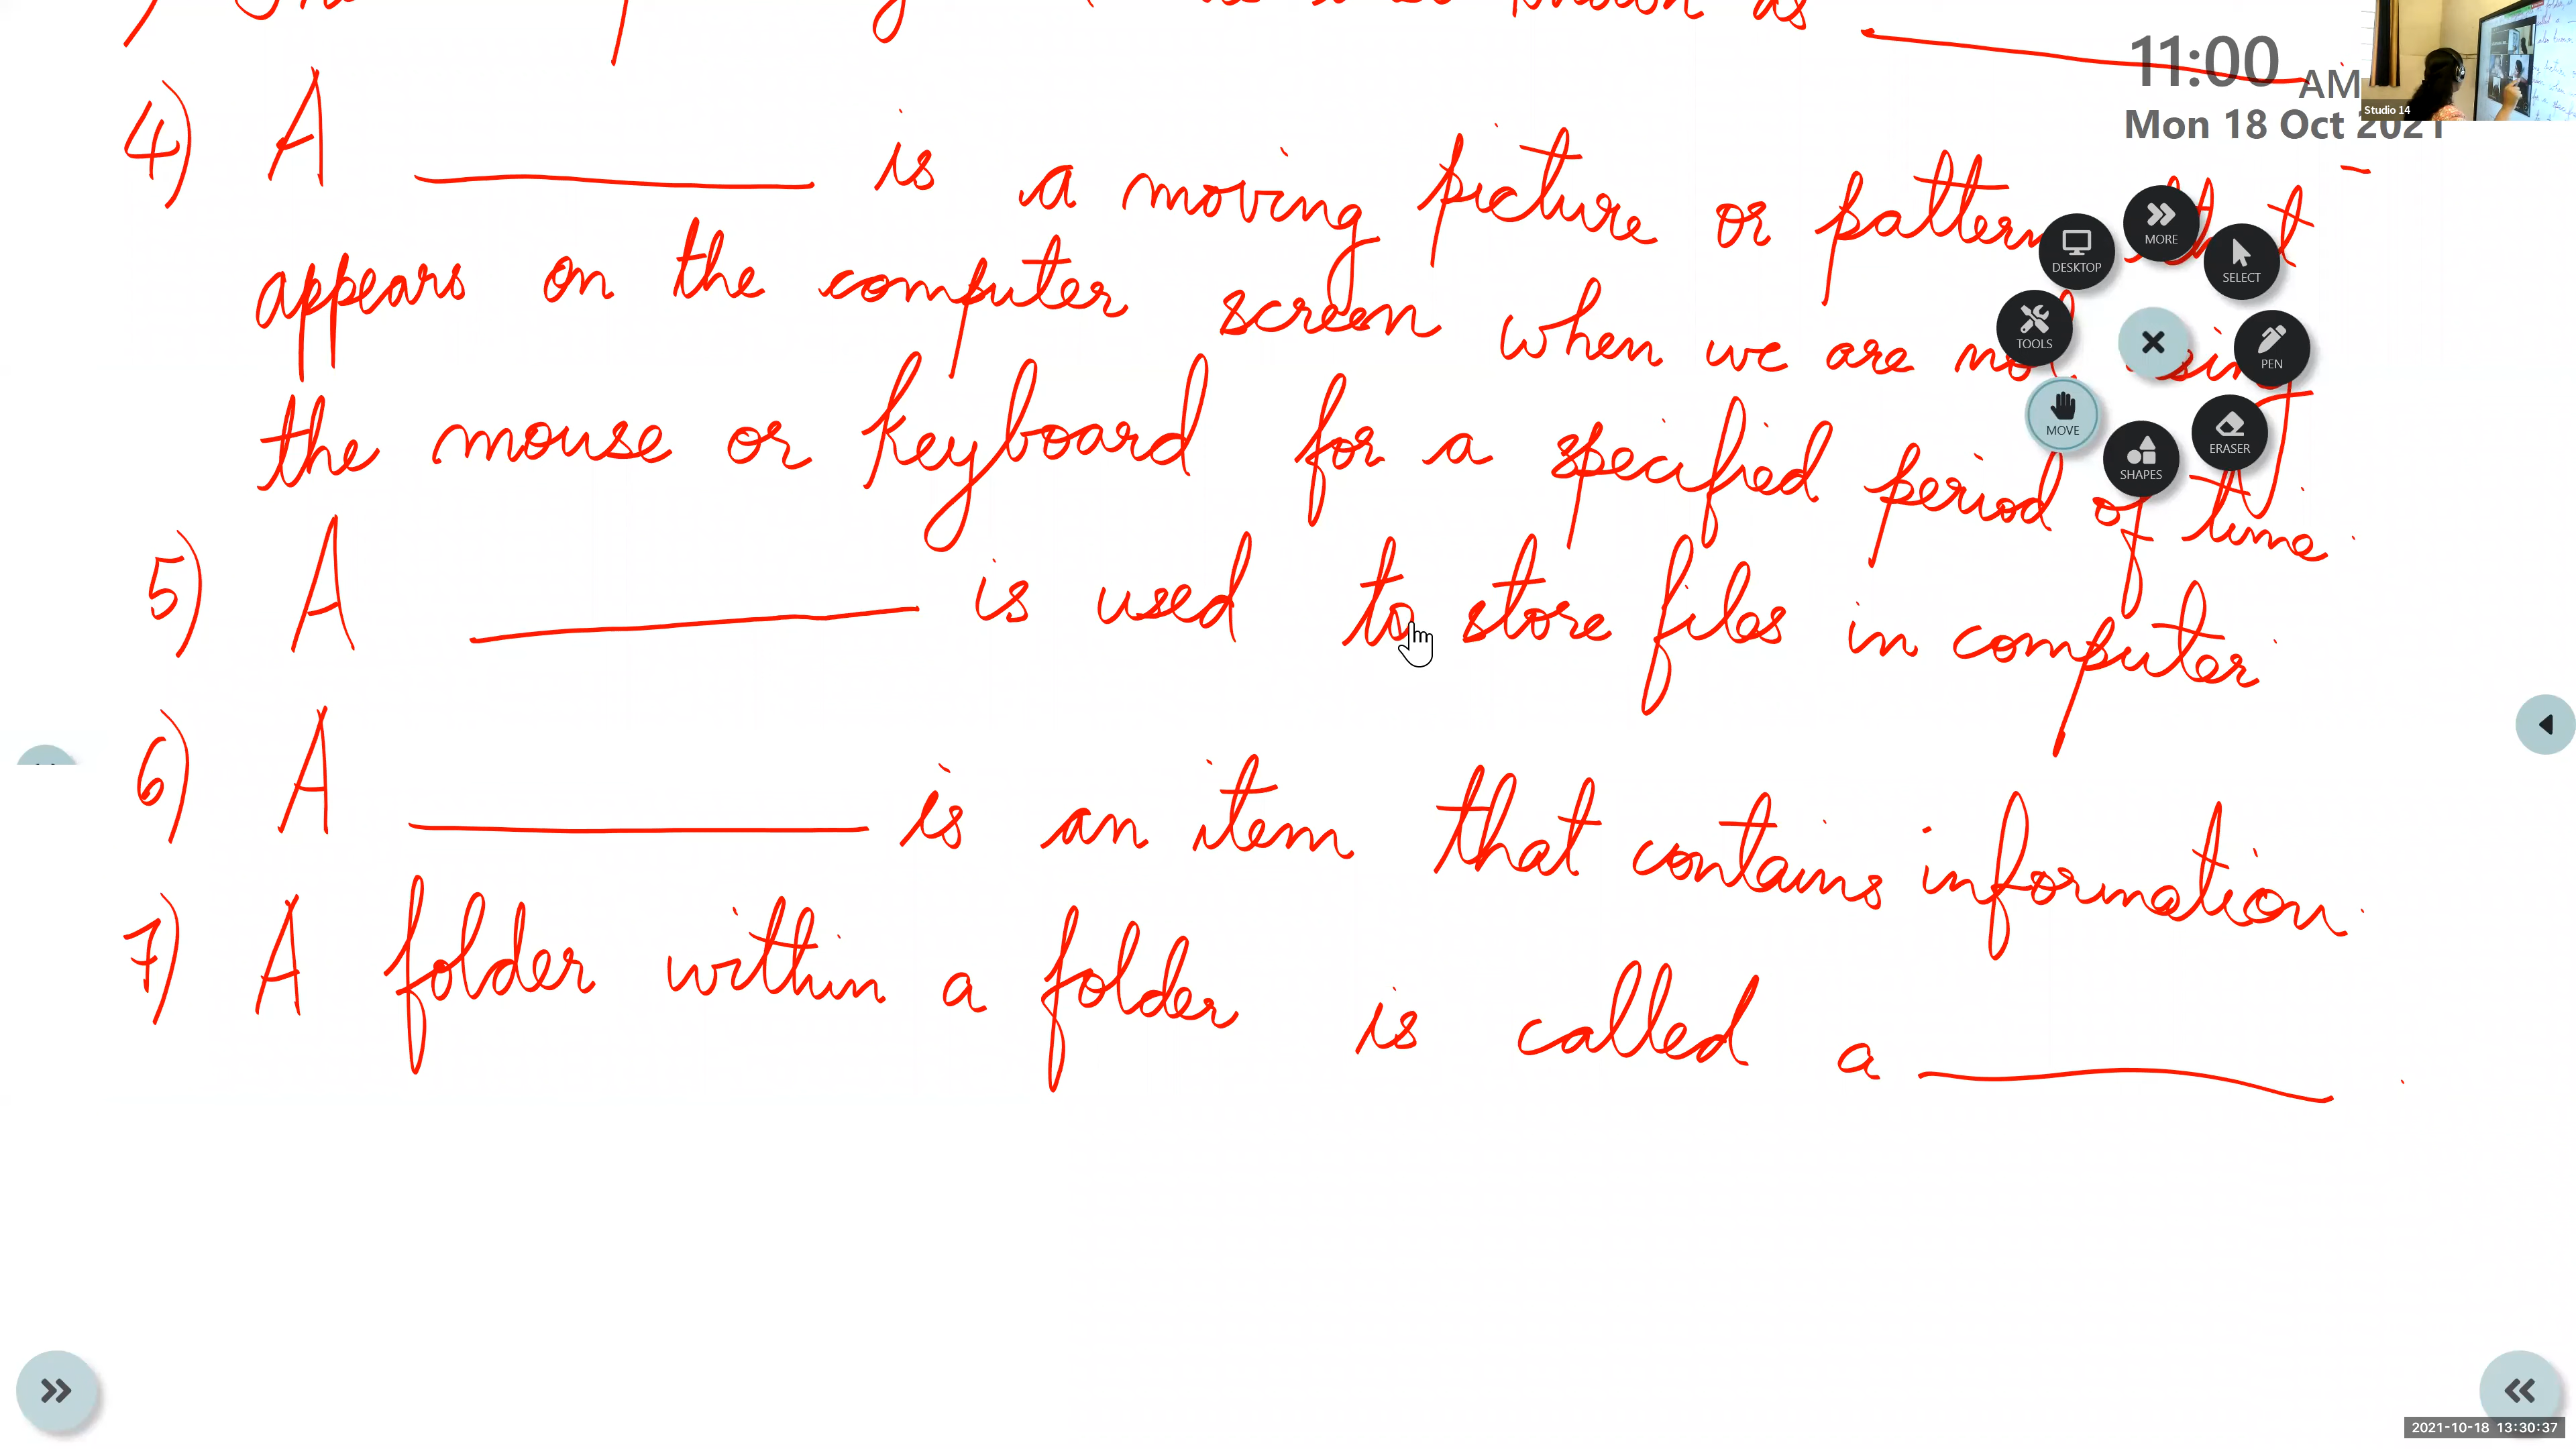 known as
11:00 AM
Mon 18 Oct 2021
Studio 14
4) A ________ is a moving picture or pattern that
appears on the computer screen when we are not using
the mouse or keyboard for a specified period of time.
5) A ________ is used to store files in computer.
6) A ________ is an item that contains information.
7) A folder within a folder is called a ________ .
MORE
DESKTOP
SELECT
TOOLS
PEN
MOVE
ERASER
SHAPES
2021-10-18 13:30:37